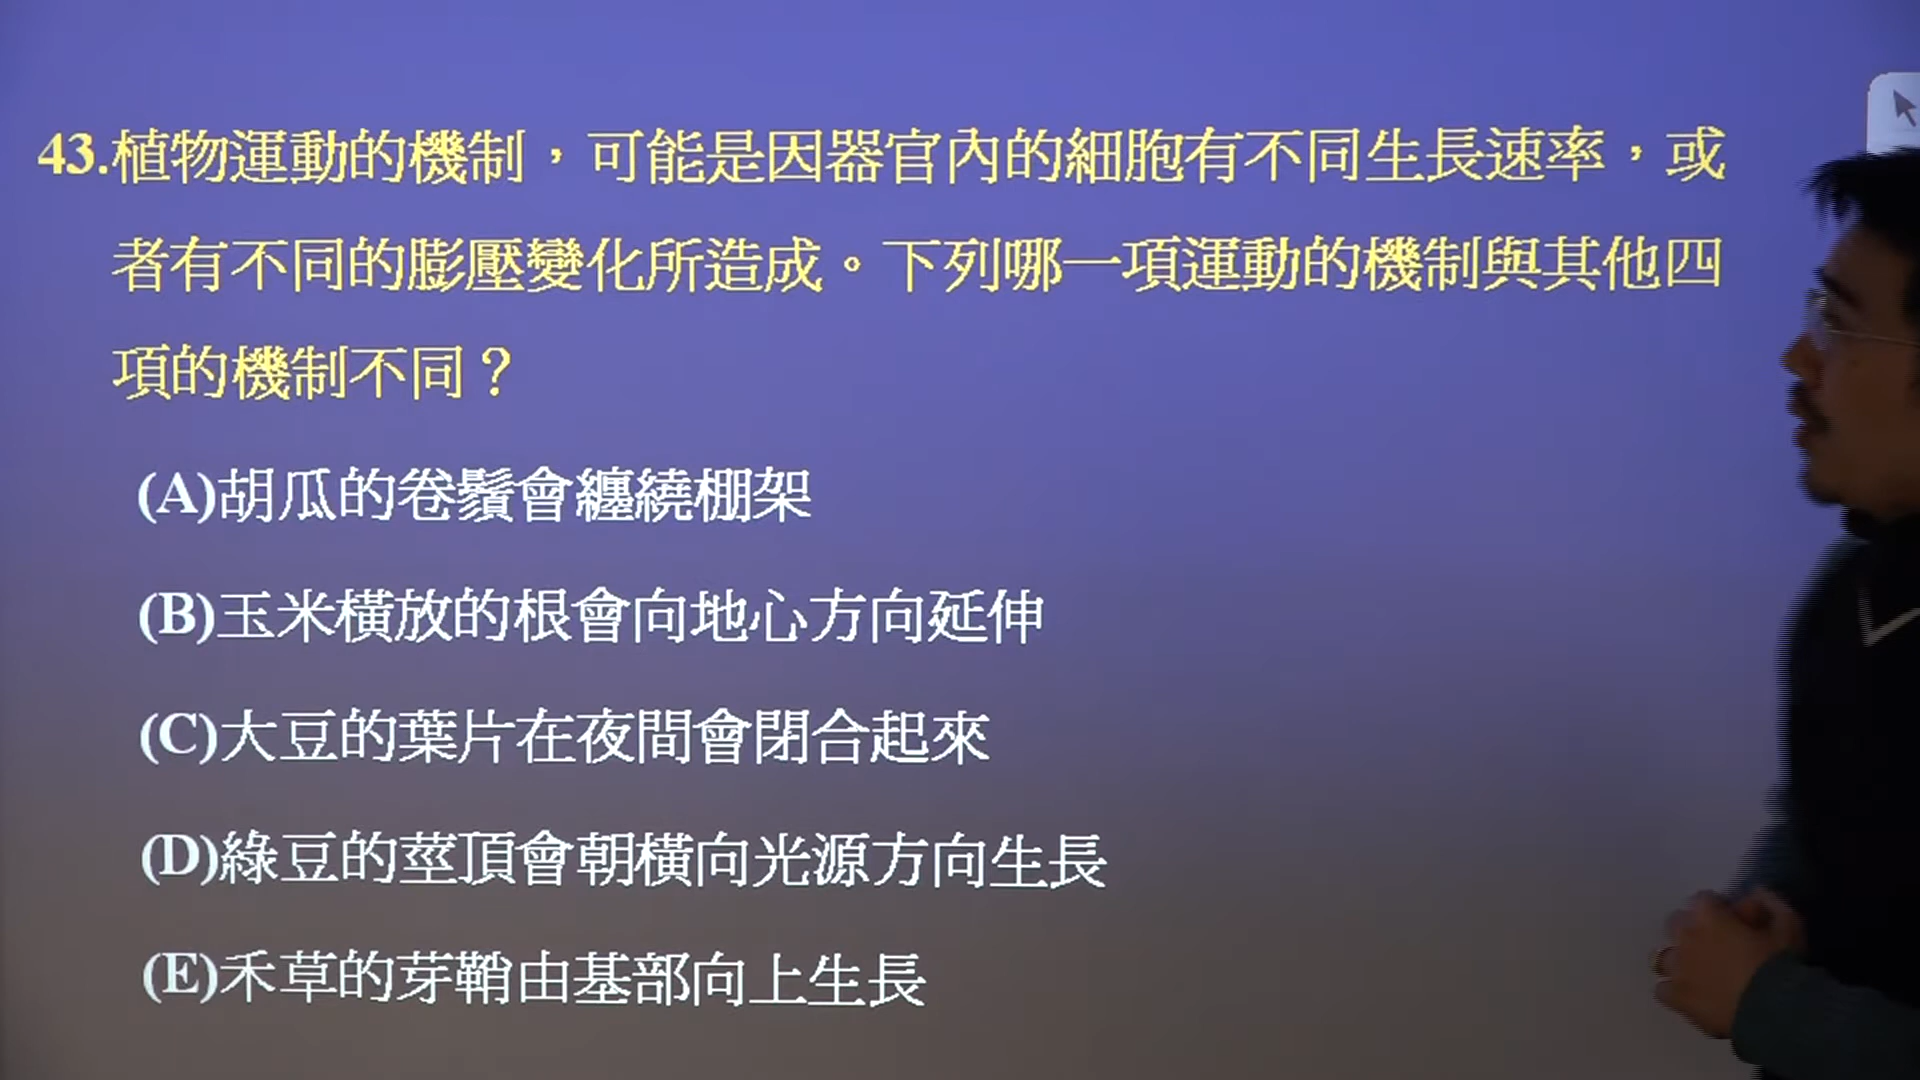 43.植物運動的機制，可能是因器官內的細胞有不同生長速率，或
者有不同的膨壓變化所造成。下列哪一項運動的機制與其他四
項的機制不同？
(A)胡瓜的卷鬚會纏繞棚架
(B)玉米橫放的根會向地心方向延伸
(C)大豆的葉片在夜間會閉合起來
(D)綠豆的莖頂會朝橫向光源方向生長
(E)禾草的芽鞘由基部向上生長